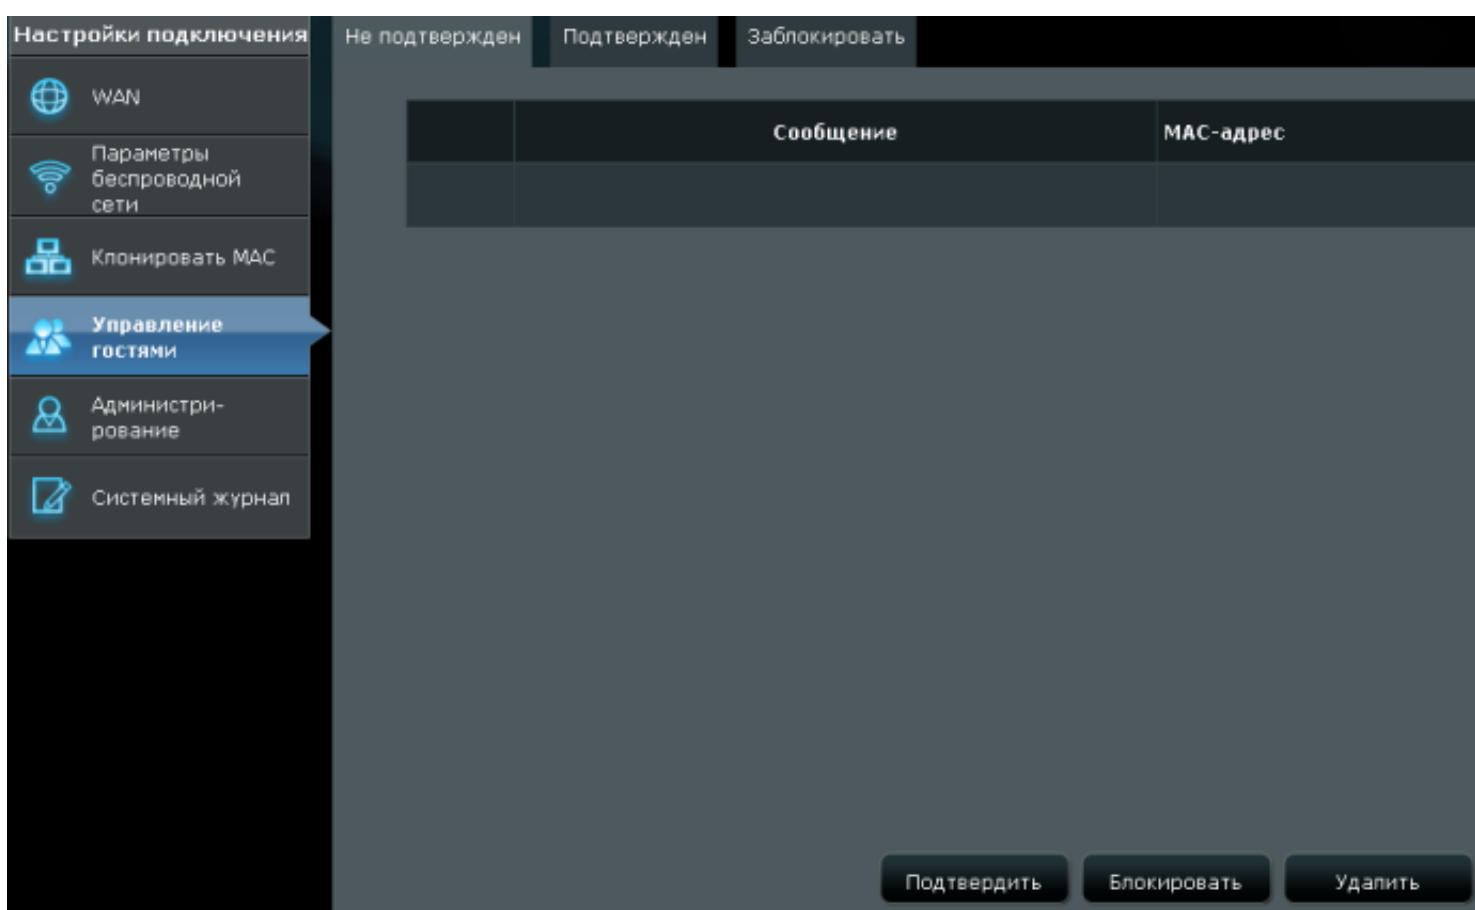 Настройки подключения
Не подтвержден
Подтвержден
Заблокировать
WAN
Параметры
беспроводной
сети
Клонировать MAC
Управление
гостями
Администри-
рование
Системный журнал
Сообщение
MAC-адрес
Подтвердить
Блокировать
Удалить